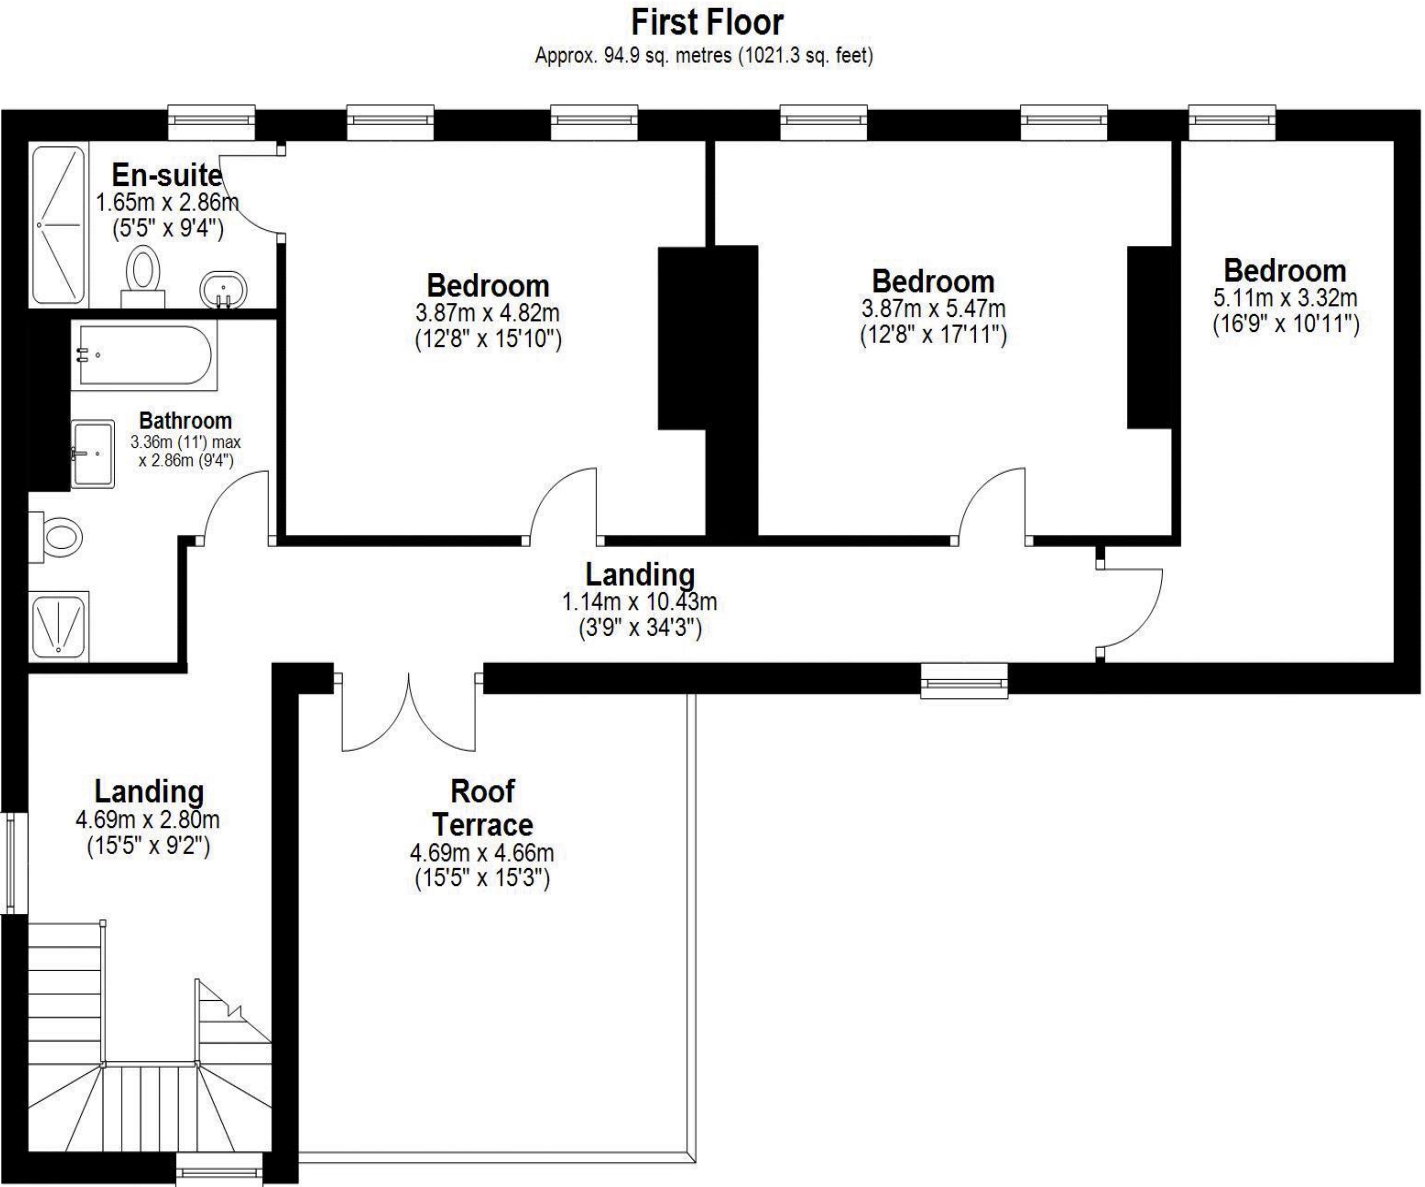 First Floor
Approx. 94.9 sq. metres (1021.3 sq. feet)
En-suite
1.65m x 2.86m
(5'5" x 9'4")
Bedroom
3.87m x 4.82m
(12'8" x 15'10")
Bedroom
3.87m x 5.47m
(12'8" x 17'11")
Bedroom
5.11m x 3.32m
(16'9" x 10'11")
Bathroom
3.36m (11') max
x 2.86m (9'4")
Landing
1.14m x 10.43m
(3'9" x 34'3")
Landing
4.69m x 2.80m
(15'5" x 9'2")
Roof
Terrace
4.69m x 4.66m
(15'5" x 15'3")